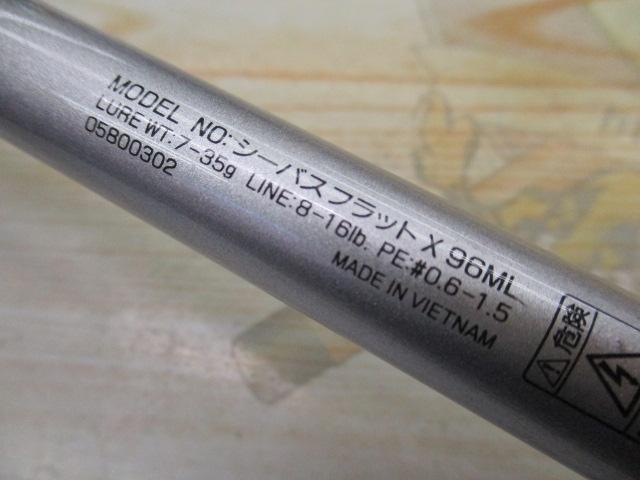 MODEL NO: シーバスフラット X 96ML
LURE WT.7-35g LINE:8-16lb. PE:#0.6-1.5
05800302 MADE IN VIETNAM
危険